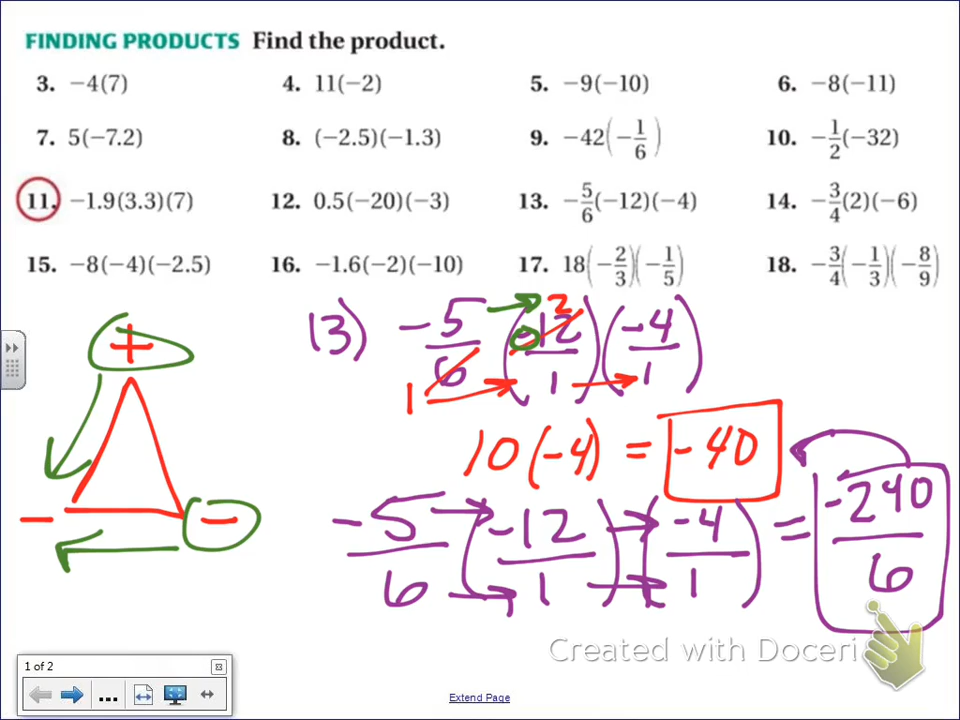 FINDING PRODUCTS Find the product.
3. −4(7) 4. 11(−2) 5. −9(−10) 6. −8(−11)
7. 5(−7.2) 8. (−2.5)(−1.3) 9. −42(−1/6) 10. −1/2(−32)
11. −1.9(3.3)(7) 12. 0.5(−20)(−3) 13. −5/6(−12)(−4) 14. −3/4(2)(−6)
15. −8(−4)(−2.5) 16. −1.6(−2)(−10) 17. 18(−2/3)(−1/5) 18. −3/4(−1/3)(−8/9)
+
− −
13) −5/6 (−12/1)(−4/1)
2
1
10(−4) = −40
−5/6 (−12/1)(−4/1) = −240/6
Created with Doceri
1 of 2
...
Extend Page